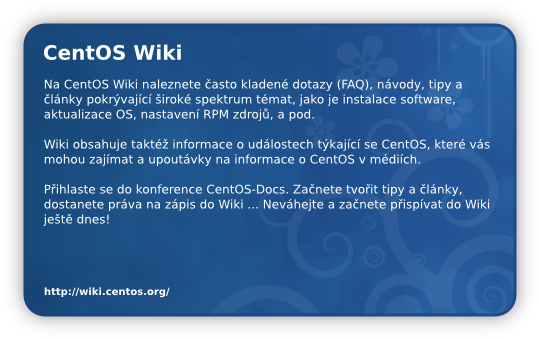 CentOS Wiki
Na CentOS Wiki naleznete často kladené dotazy (FAQ), návody, tipy a
články pokrývající široké spektrum témat, jako je instalace software,
aktualizace OS, nastavení RPM zdrojů, a pod.
Wiki obsahuje taktéž informace o událostech týkající se CentOS, které vás
mohou zajímat a upoutávky na informace o CentOS v médiích.
Přihlaste se do konference CentOS-Docs. Začnete tvořit tipy a články,
dostanete práva na zápis do Wiki ... Neváhejte a začnete přispívat do Wiki
ještě dnes!
http://wiki.centos.org/